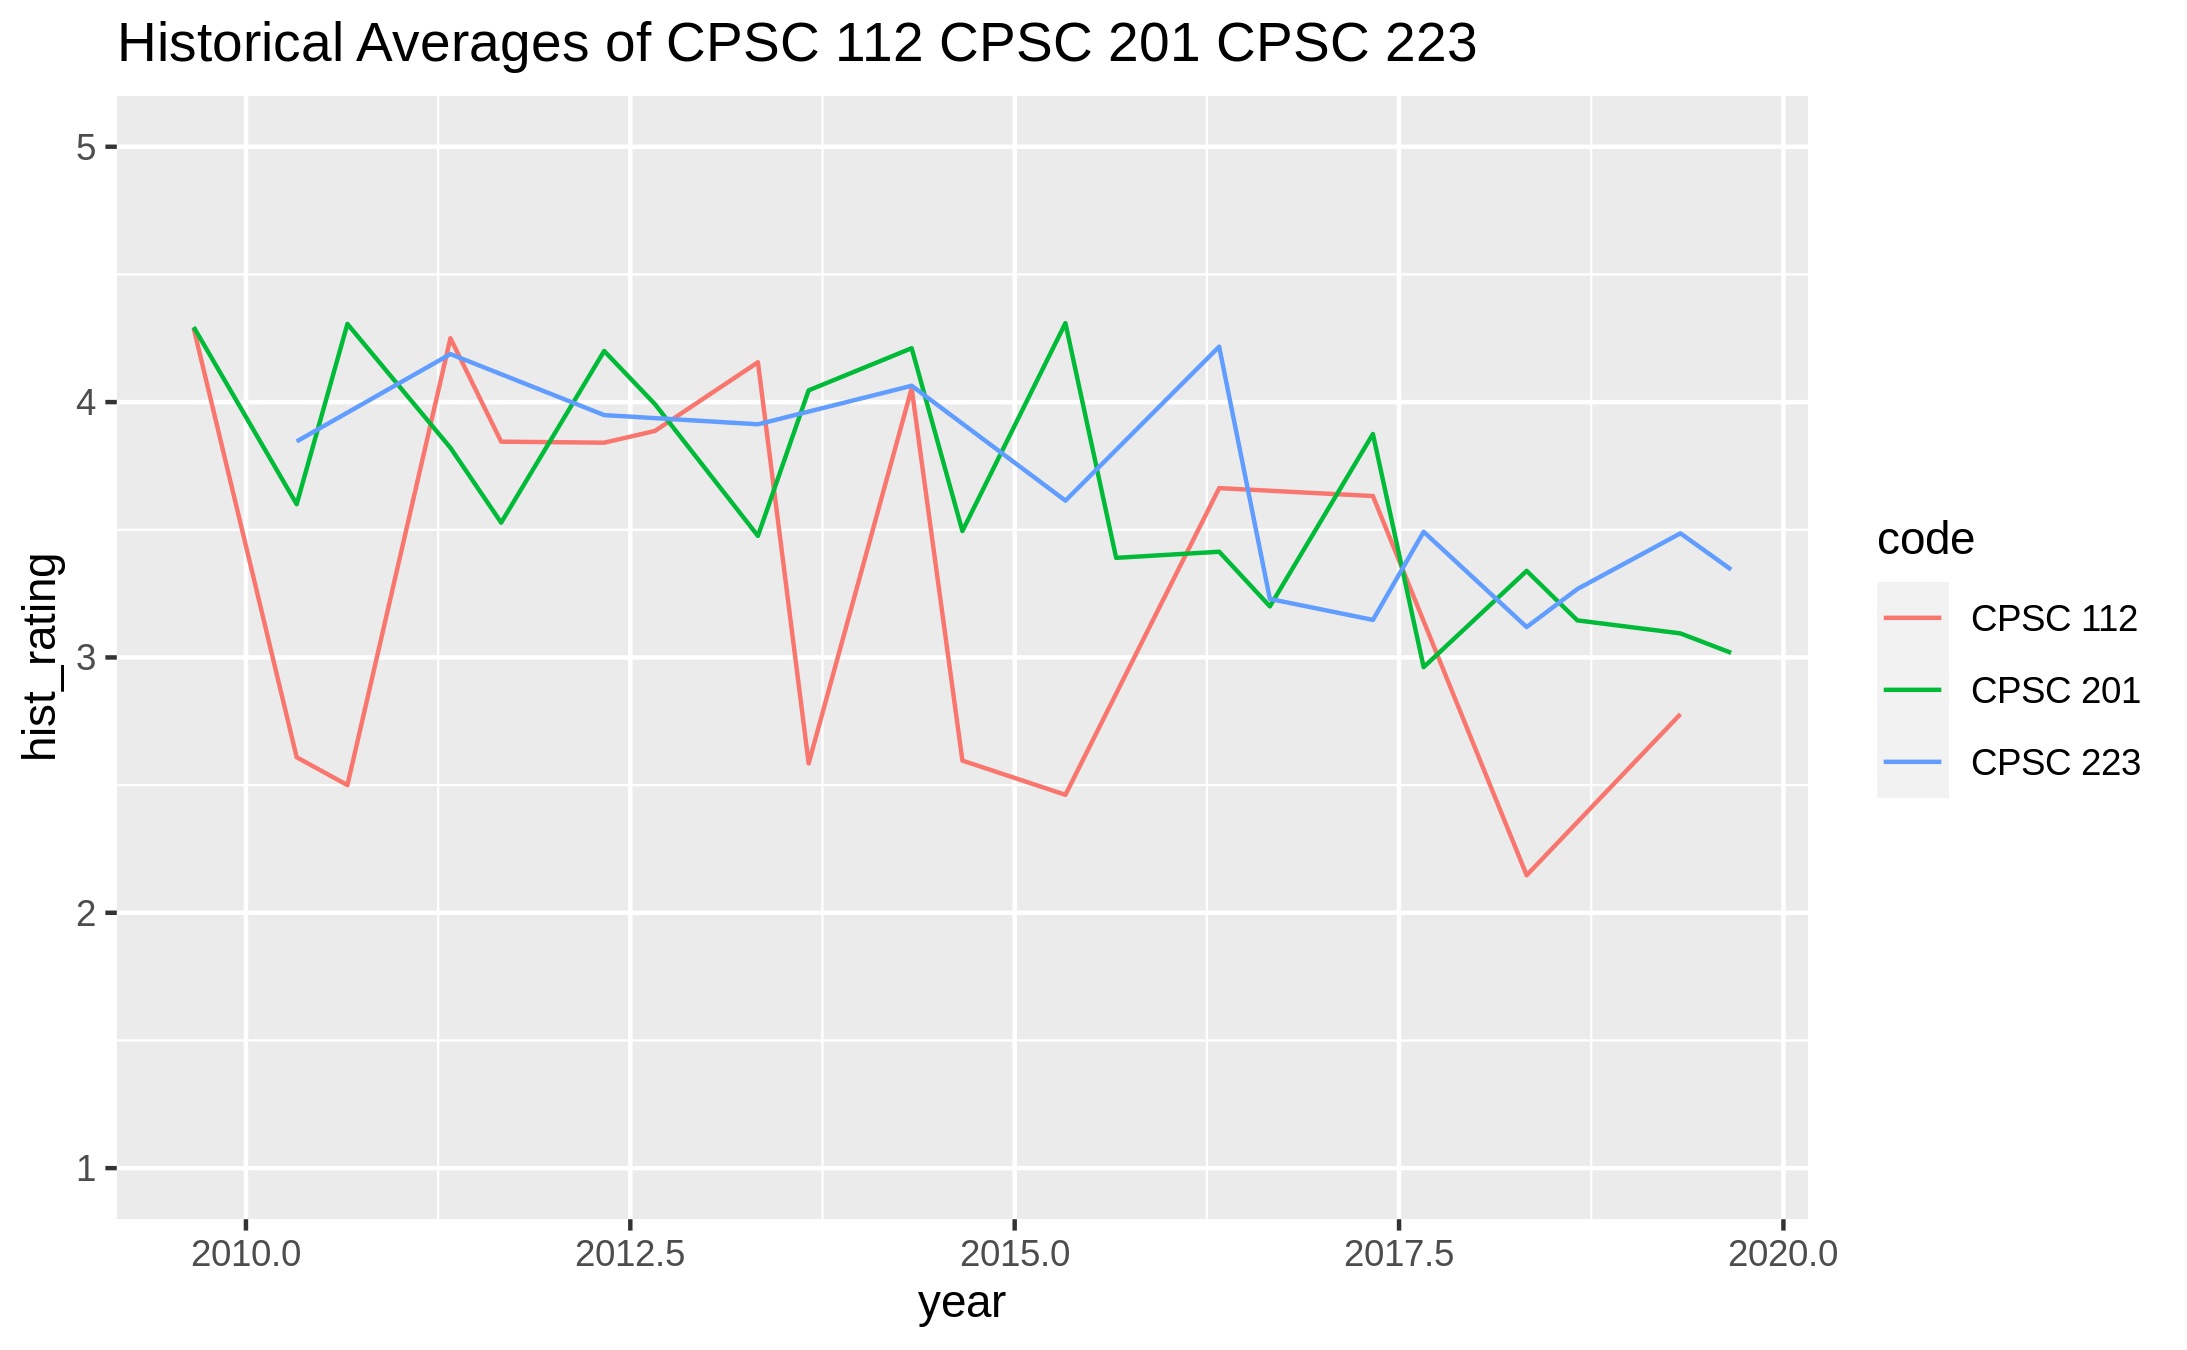 Historical Averages of CPSC 112 CPSC 201 CPSC 223
5
4
3
2
1
hist_rating
2010.0 2012.5 2015.0 2017.5 2020.0
year
code
CPSC 112
CPSC 201
CPSC 223